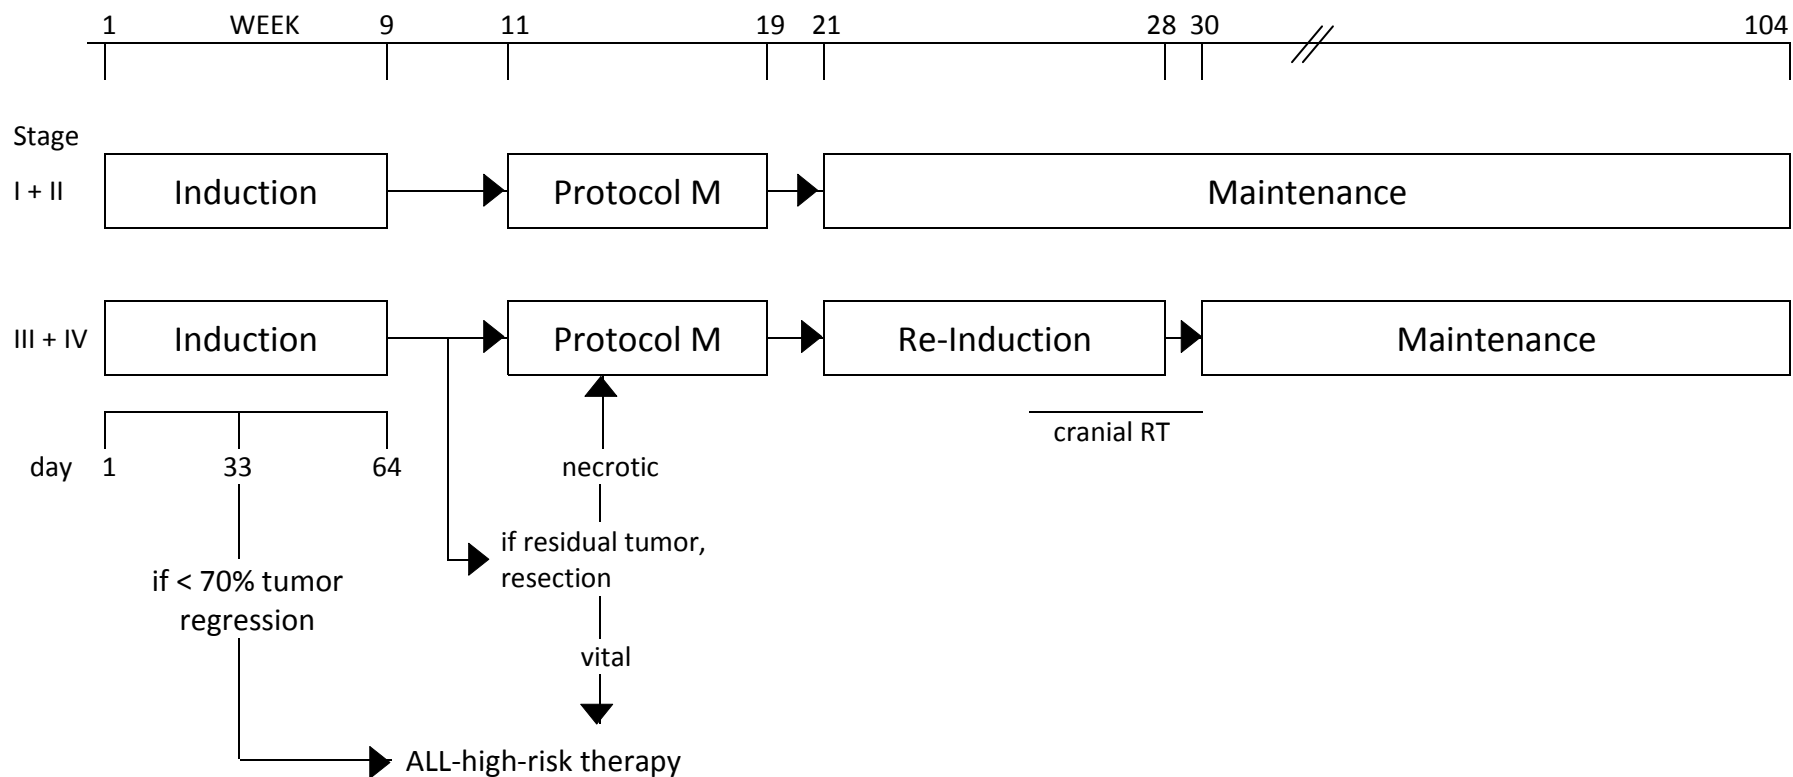 1 WEEK 9 11 19 21 28 30 104
Stage
I + II Induction Protocol M Maintenance
III + IV Induction Protocol M Re-Induction Maintenance
cranial RT
day 1 33 64 necrotic
if residual tumor,
resection
if < 70% tumor
regression
vital
ALL-high-risk therapy